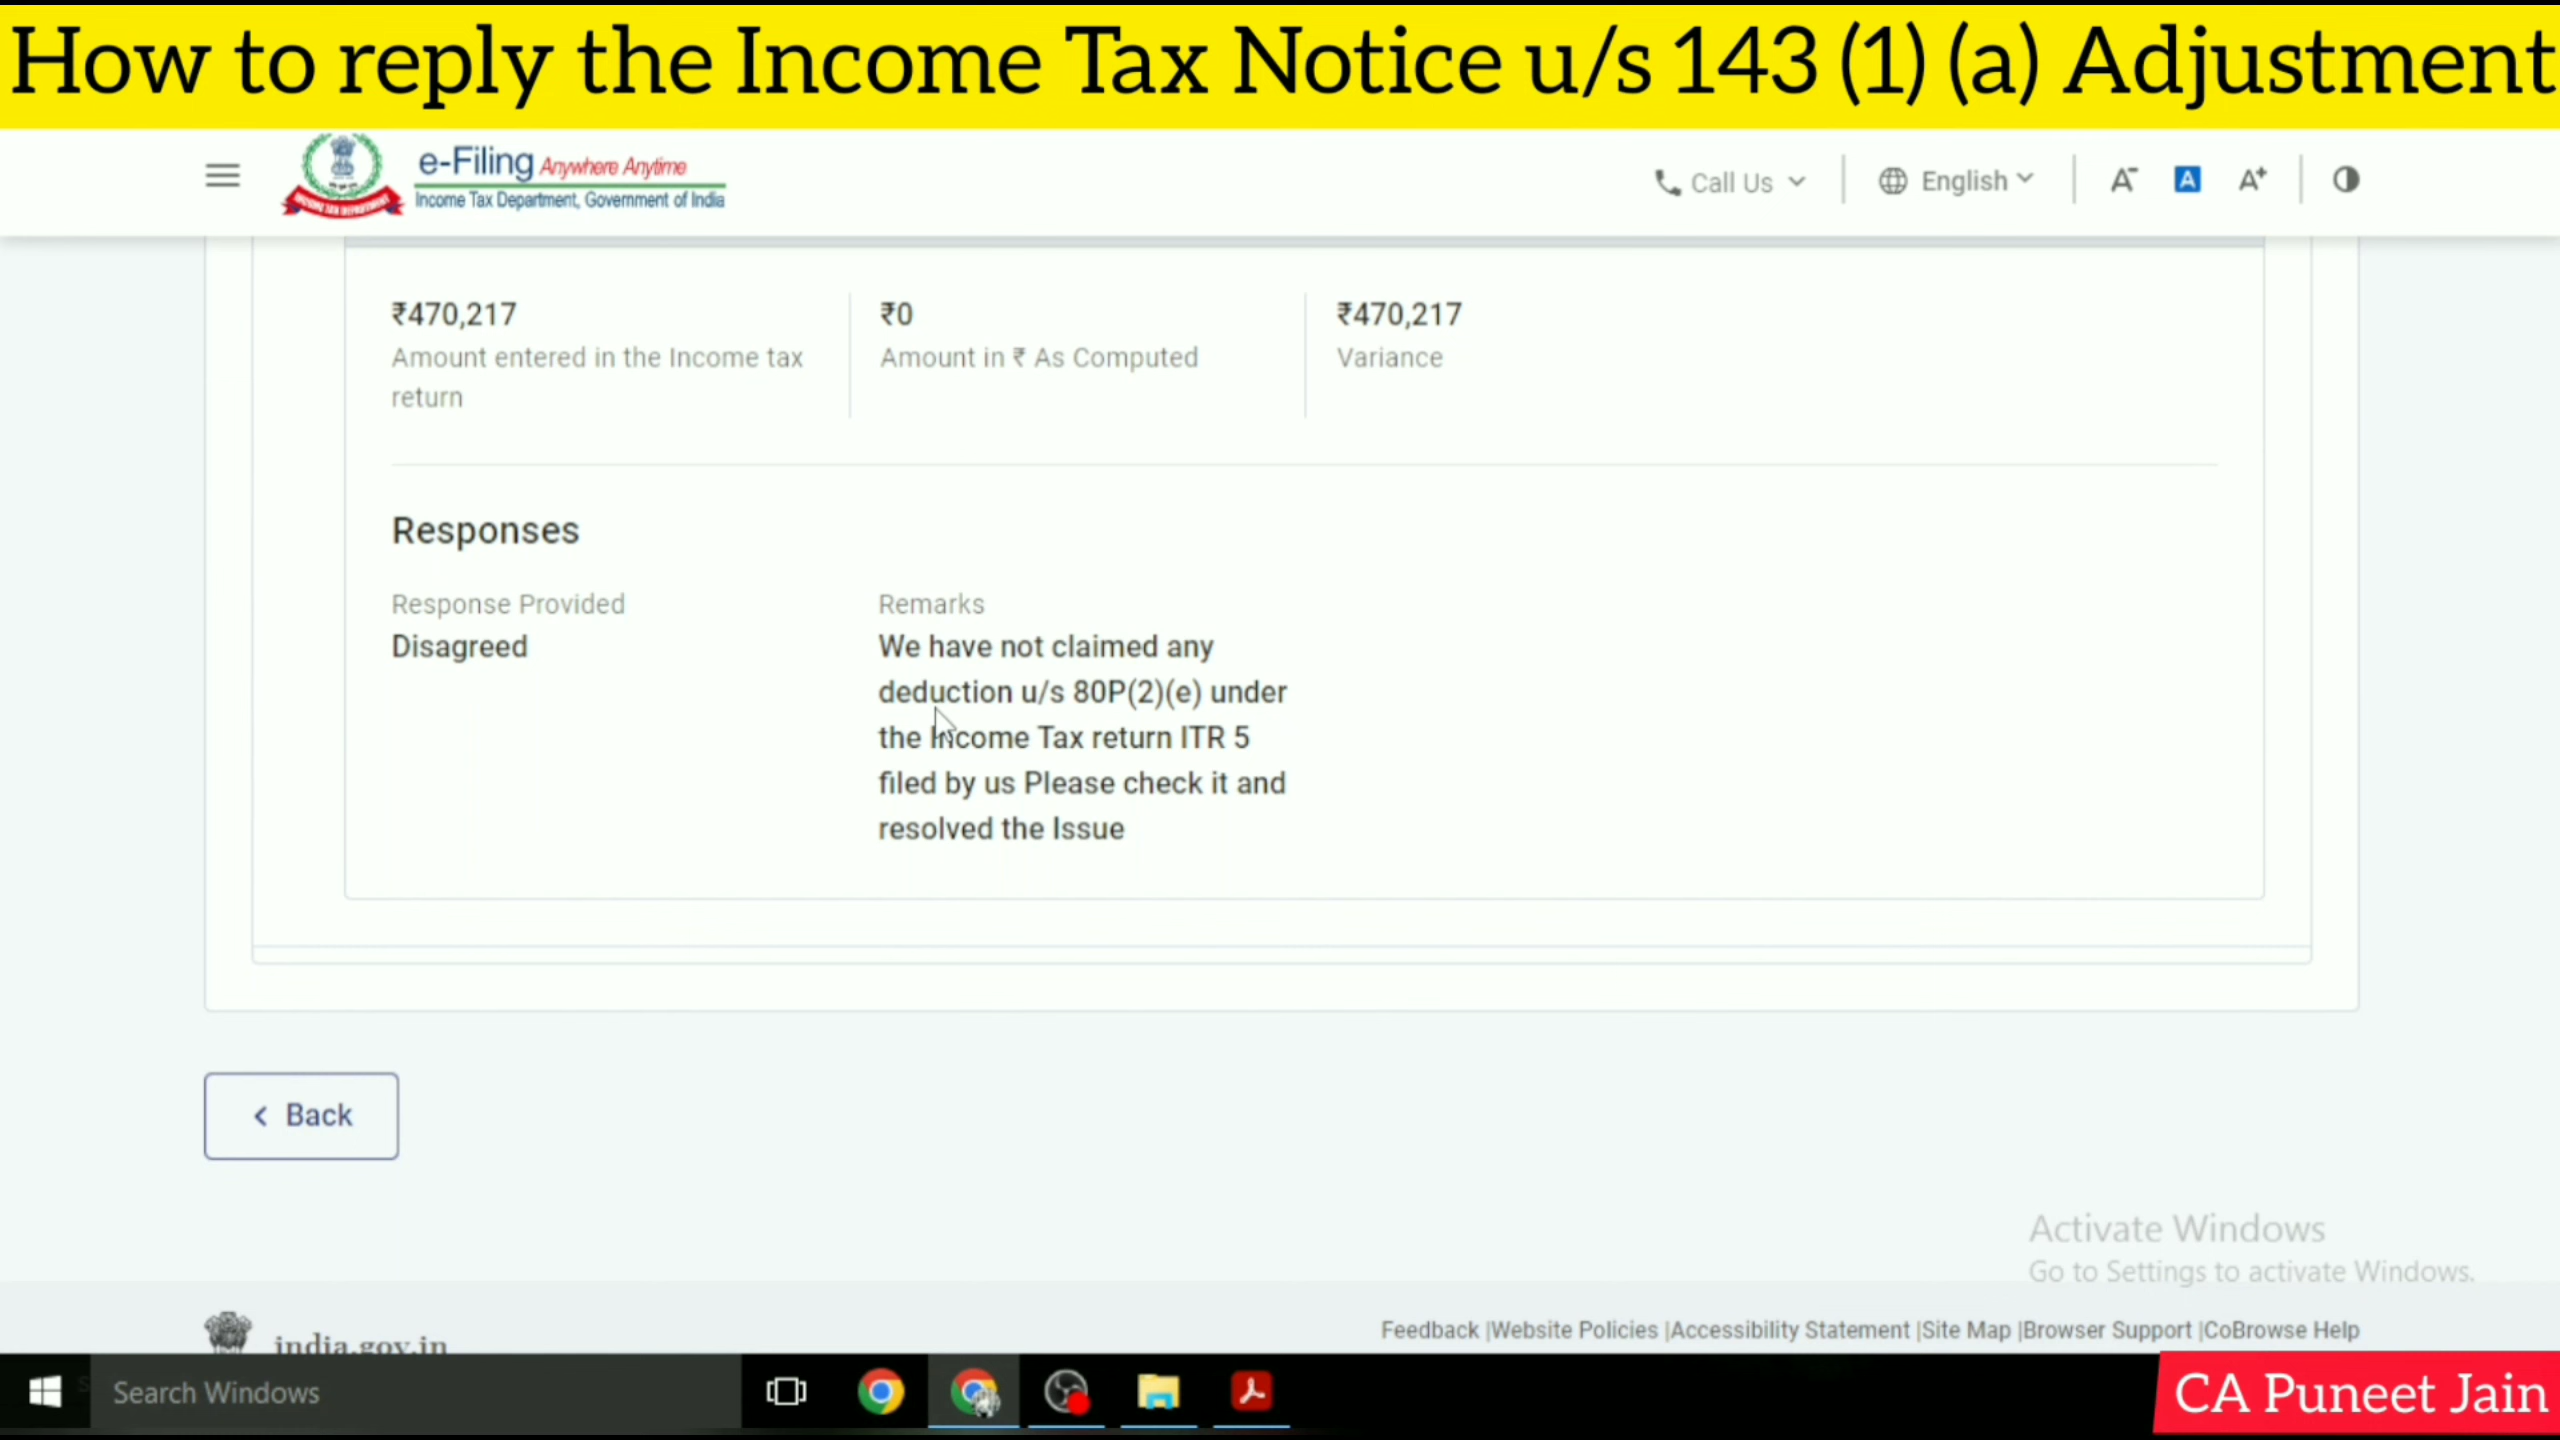 How to reply the Income Tax Notice u/s 143 (1) (a) Adjustment
e-Filing Anywhere Anytime
Income Tax Department, Government of India
Call Us
English
A-
A
A+
₹470,217
₹0
₹470,217
Amount entered in the Income tax
Amount in ₹ As Computed
Variance
return
Responses
Response Provided
Remarks
Disagreed
We have not claimed any
deduction u/s 80P(2)(e) under
the Income Tax return ITR 5
filed by us Please check it and
resolved the Issue
< Back
Activate Windows
Go to Settings to activate Windows.
Feedback |Website Policies |Accessibility Statement |Site Map |Browser Support |CoBrowse Help
india.gov.in
Search Windows
CA Puneet Jain